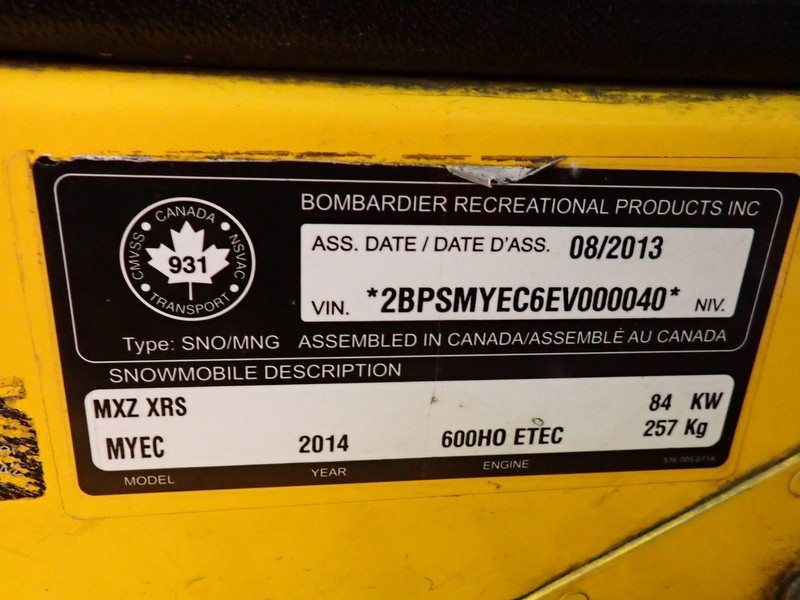 BOMBARDIER RECREATIONAL PRODUCTS INC
CANADA
CMVSS
NSVAC
931
TRANSPORT
ASS. DATE / DATE D'ASS. 08/2013
VIN. *2BPSMYEC6EV000040* NIV.
Type: SNO/MNG ASSEMBLED IN CANADA/ASSEMBLÉ AU CANADA
SNOWMOBILE DESCRIPTION
MXZ XRS 84 KW
MYEC 2014 600HO ETEC 257 Kg
MODEL YEAR ENGINE